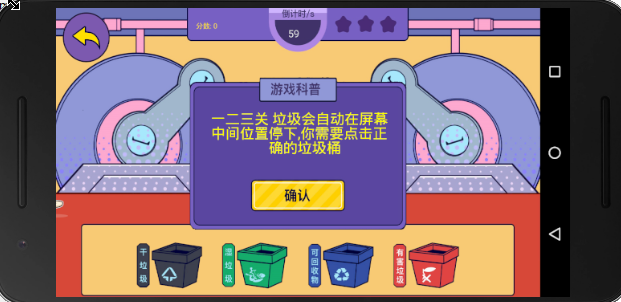 倒计时/s
分数: 0
59
游戏科普
一二三关 垃圾会自动在屏幕
中间位置停下,你需要点击正
确的垃圾桶
确认
干垃圾
湿垃圾
可回收物
有害垃圾